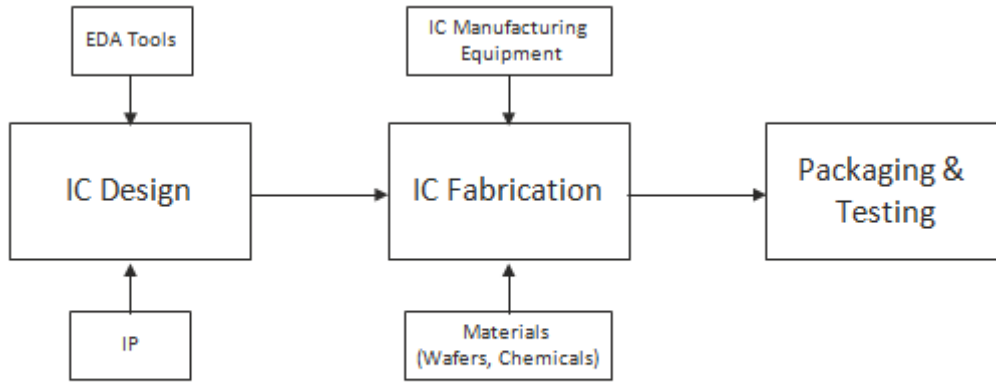 EDA Tools
IC Manufacturing
Equipment
IC Design
IC Fabrication
Packaging &
Testing
IP
Materials
(Wafers, Chemicals)